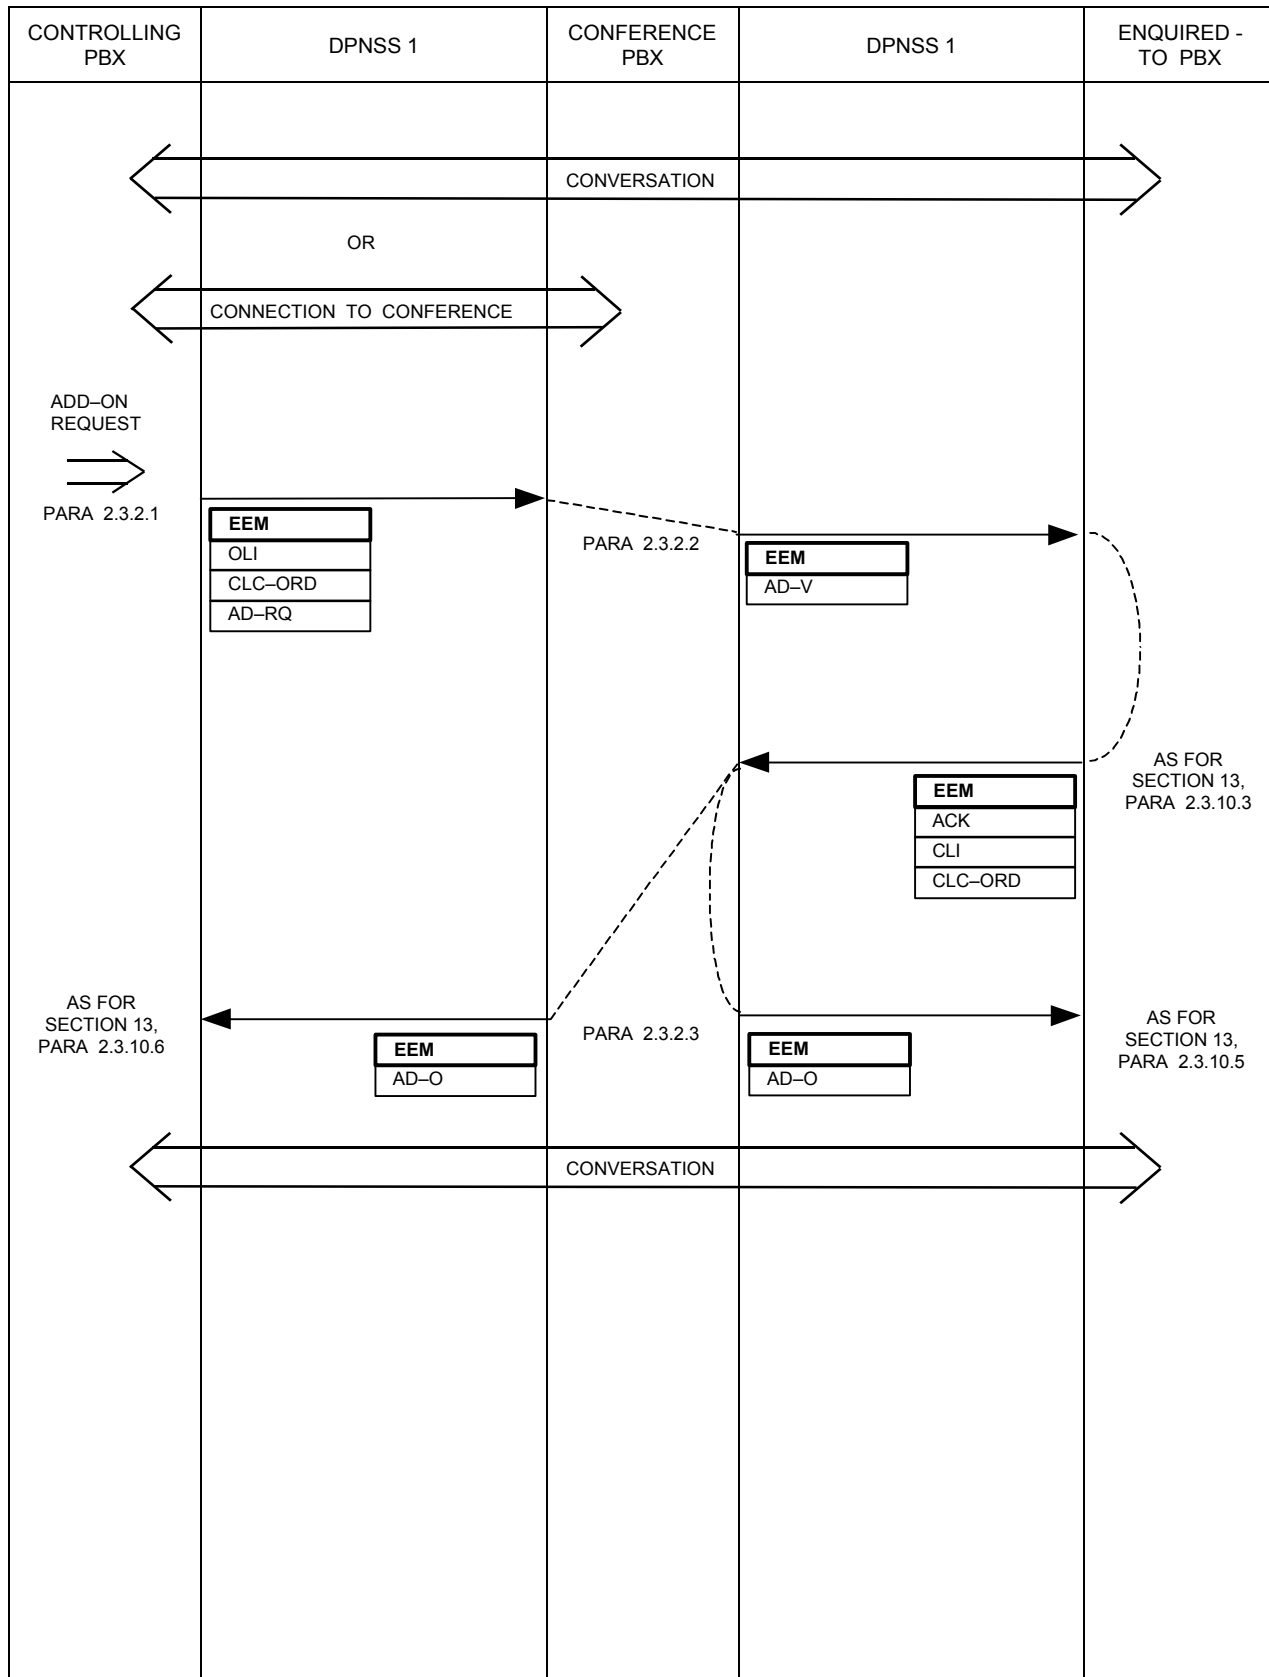 CONTROLLING
PBX
DPNSS 1
CONFERENCE
PBX
DPNSS 1
ENQUIRED -
TO PBX
CONVERSATION
OR
CONNECTION TO CONFERENCE
ADD–ON
REQUEST
PARA 2.3.2.1
EEM
OLI
CLC–ORD
AD–RQ
PARA 2.3.2.2
EEM
AD–V
AS FOR
SECTION 13,
PARA 2.3.10.3
EEM
ACK
CLI
CLC–ORD
AS FOR
SECTION 13,
PARA 2.3.10.6
EEM
AD–O
PARA 2.3.2.3
EEM
AD–O
AS FOR
SECTION 13,
PARA 2.3.10.5
CONVERSATION